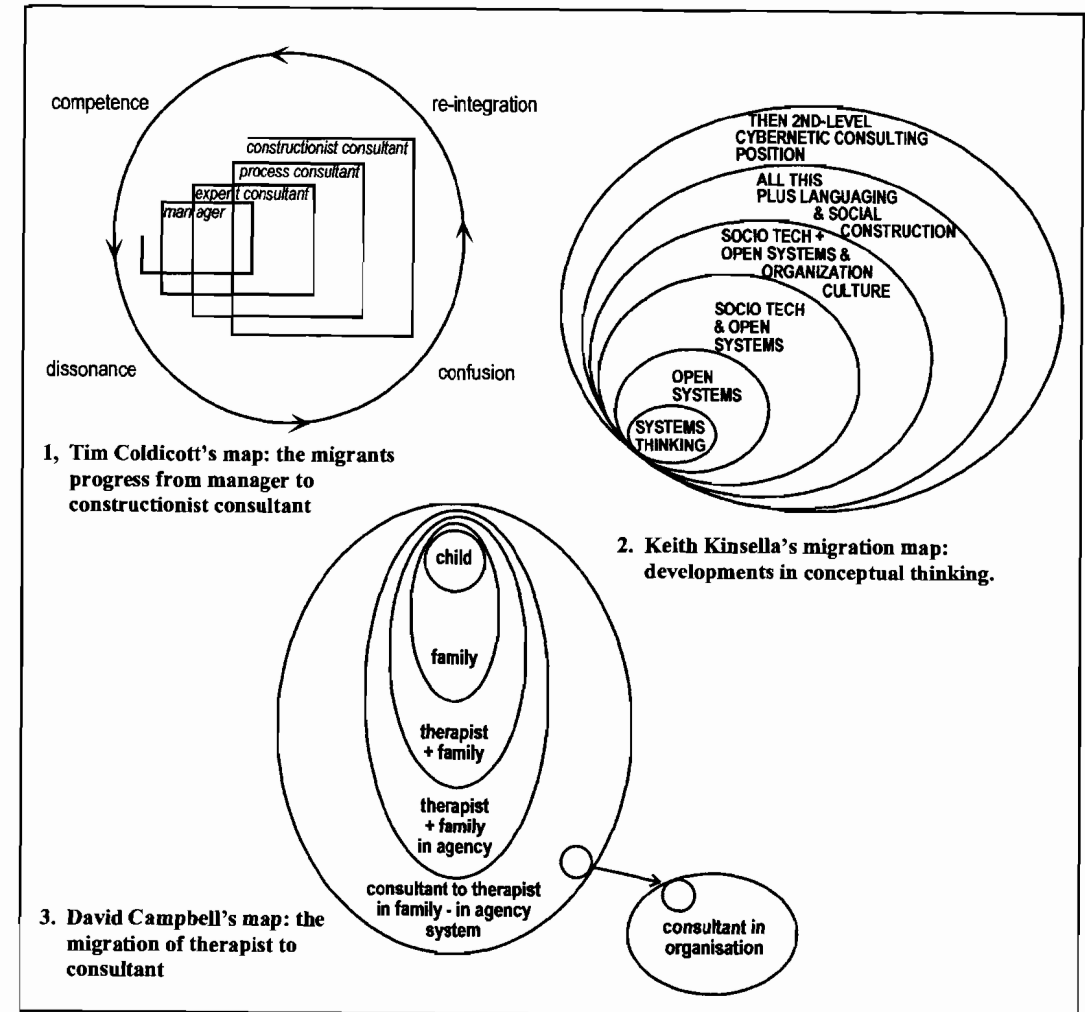 competence
re-integration
constructionist consultant
process consultant
expert consultant
manager
dissonance
confusion
1, Tim Coldicott's map: the migrants
progress from manager to
constructionist consultant
THEN 2ND-LEVEL
CYBERNETIC CONSULTING
POSITION
ALL THIS
PLUS LANGUAGING
& SOCIAL
CONSTRUCTION
SOCIO TECH +
OPEN SYSTEMS &
ORGANIZATION
CULTURE
SOCIO TECH
& OPEN
SYSTEMS
OPEN
SYSTEMS
SYSTEMS
THINKING
2. Keith Kinsella's migration map:
developments in conceptual thinking.
child
family
therapist
+ family
therapist
+ family
in agency
consultant to therapist
in family - in agency
system
consultant in
organisation
3. David Campbell's map: the
migration of therapist to
consultant